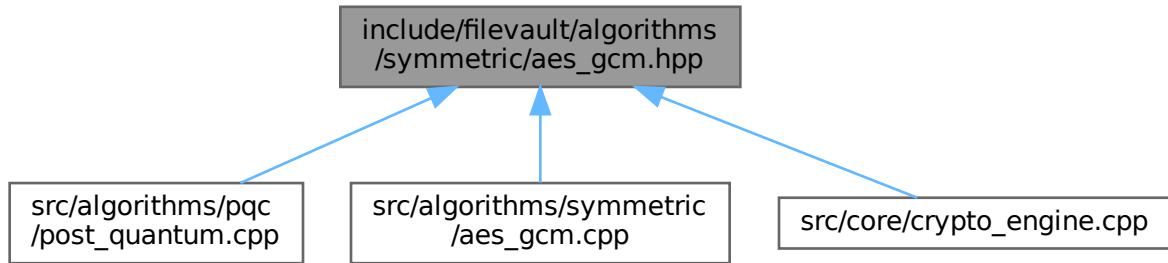 include/filevault/algorithms
/symmetric/aes_gcm.hpp
src/algorithms/pqc
/post_quantum.cpp
src/algorithms/symmetric
/aes_gcm.cpp
src/core/crypto_engine.cpp